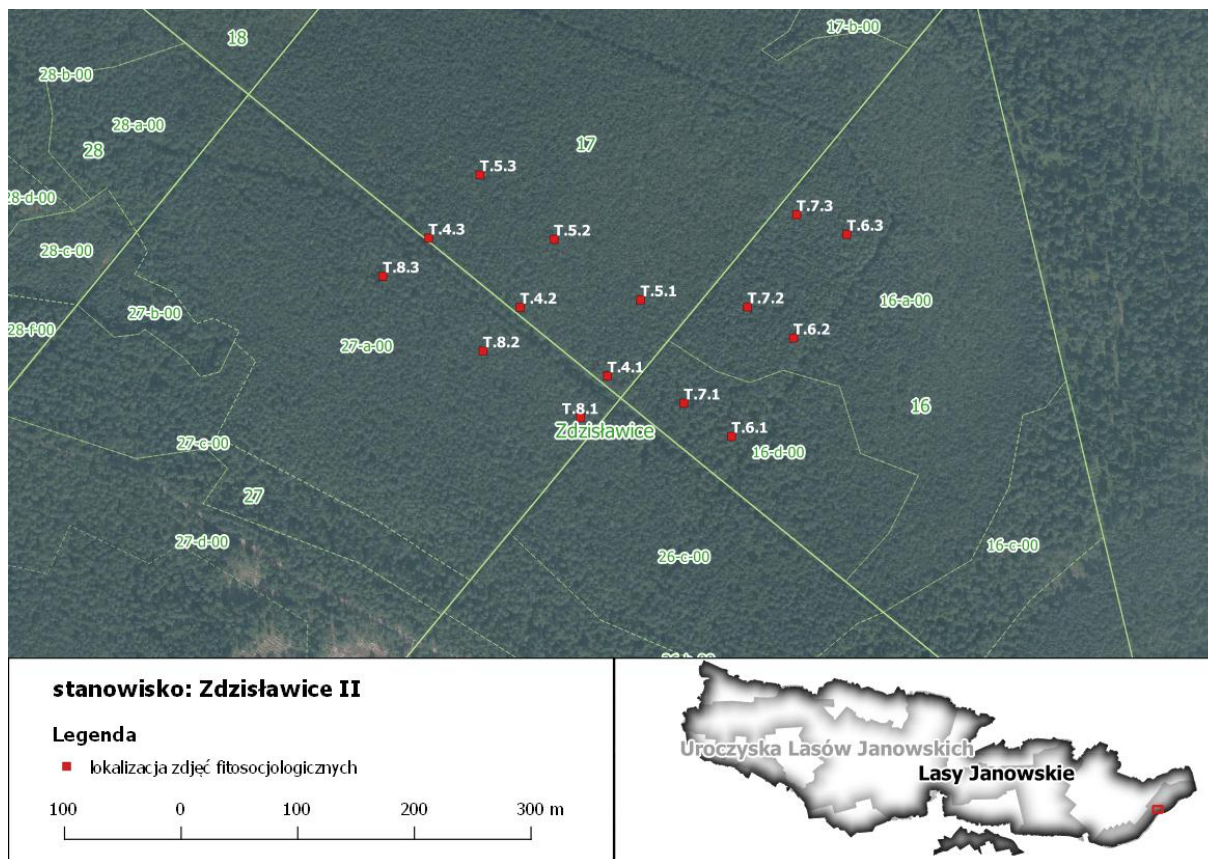 18
17-b-00
28-b-00
28-a-00
28
17
T.5.3
28-d-00
T.7.3
T.4.3
T.5.2
T.6.3
28-c-00
T.8.3
T.5.1
16-a-00
T.4.2
T.7.2
27-b-00
28-f-00
T.6.2
27-a-00
T.8.2
T.4.1
T.7.1
16
T.8.1
Zdzisławice
T.6.1
27-c-00
16-d-00
27
27-d-00
16-c-00
26-c-00
26-b-00
stanowisko: Zdzisławice II
Legenda
lokalizacja zdjęć fitosocjologicznych
100 0 100 200 300 m
Uroczyska Lasów Janowskich
Lasy Janowskie